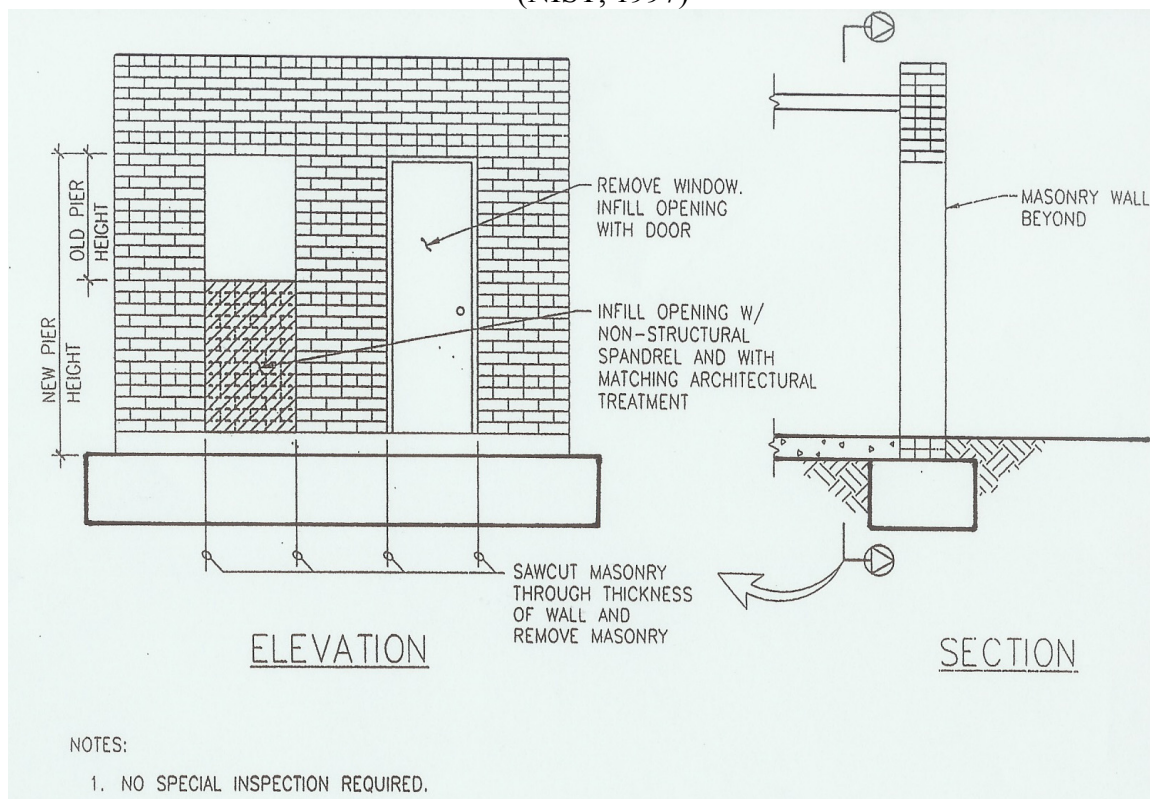 (NIST, 1997)
OLD PIER
HEIGHT
NEW PIER
HEIGHT
REMOVE WINDOW.
INFILL OPENING
WITH DOOR
INFILL OPENING W/
NON-STRUCTURAL
SPANDREL AND WITH
MATCHING ARCHITECTURAL
TREATMENT
MASONRY WALL
BEYOND
SAWCUT MASONRY
THROUGH THICKNESS
OF WALL AND
REMOVE MASONRY
ELEVATION
SECTION
NOTES:
1. NO SPECIAL INSPECTION REQUIRED.